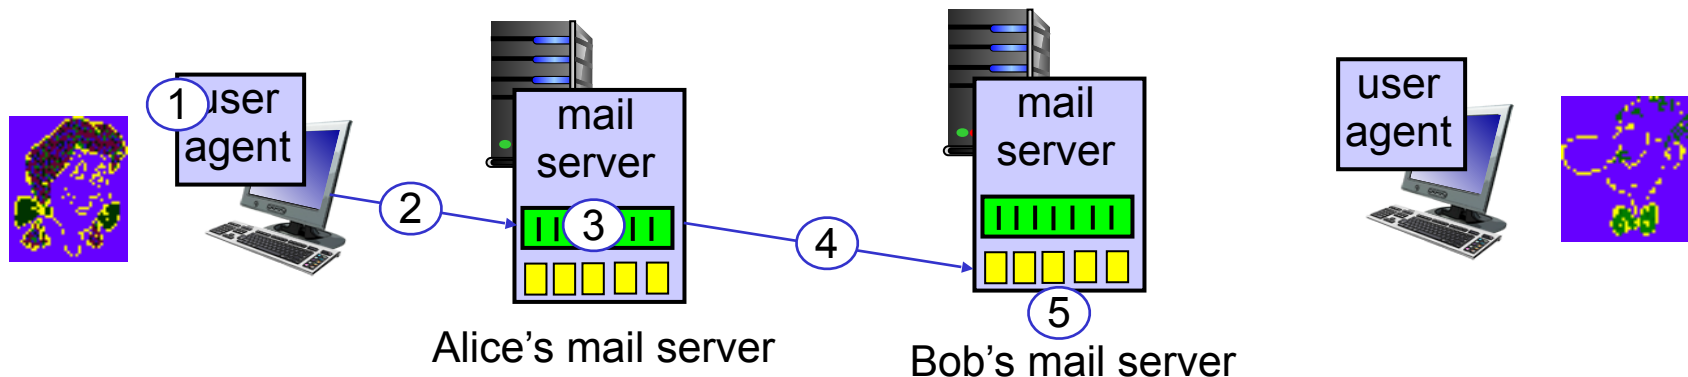 1
user
agent
2
mail
server
3
Alice's mail server
4
mail
server
5
Bob's mail server
user
agent